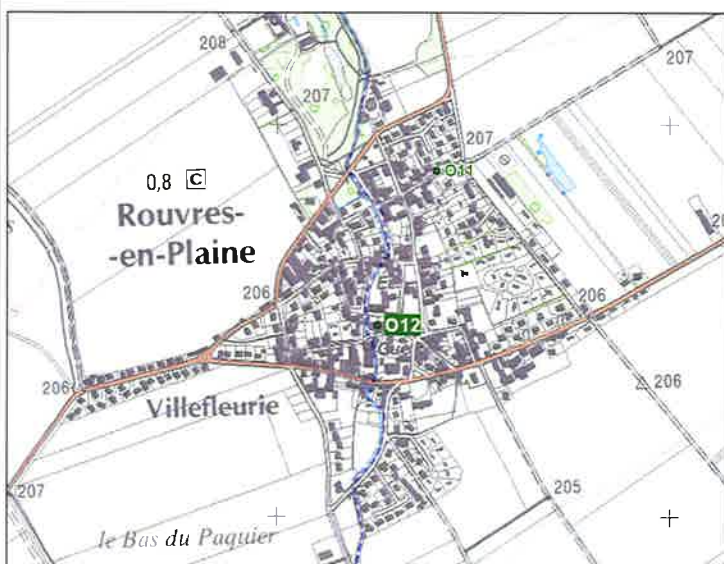 208
207
207
207
O11
0,8 C
Rouvres-
-en-Plaine
206
206
O12
206
206
Villefleurie
207
205
le Bas du Paquier